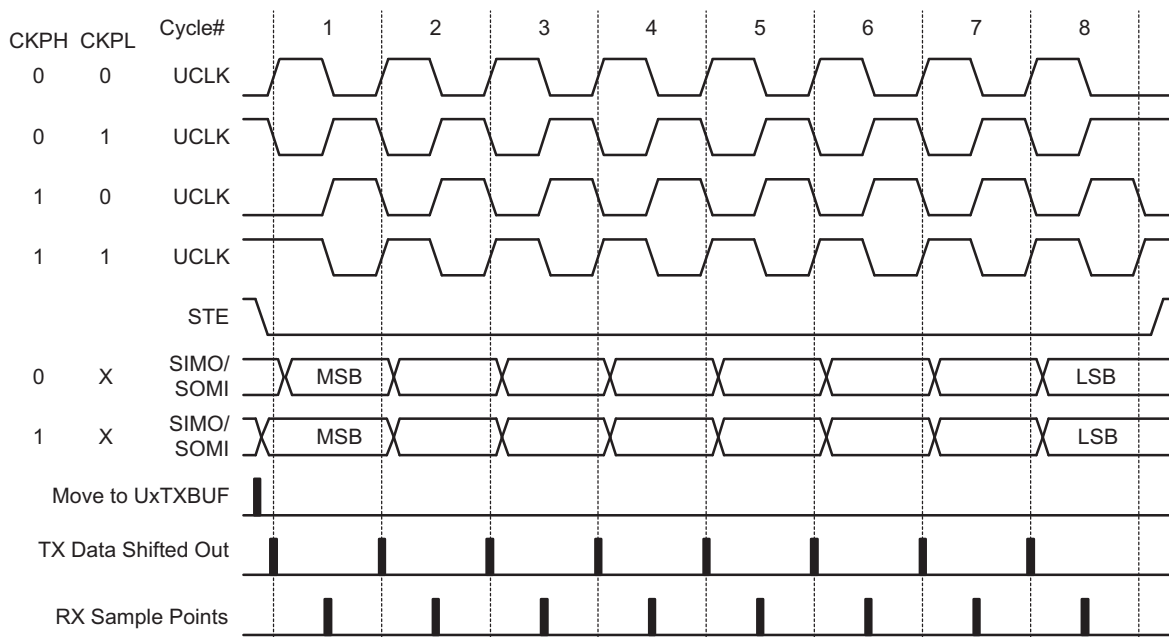 CKPH CKPL Cycle# 1 2 3 4 5 6 7 8
0 0 UCLK
0 1 UCLK
1 0 UCLK
1 1 UCLK
STE
0 X SIMO/
SOMI MSB LSB
1 X SIMO/
SOMI MSB LSB
Move to UxTXBUF
TX Data Shifted Out
RX Sample Points